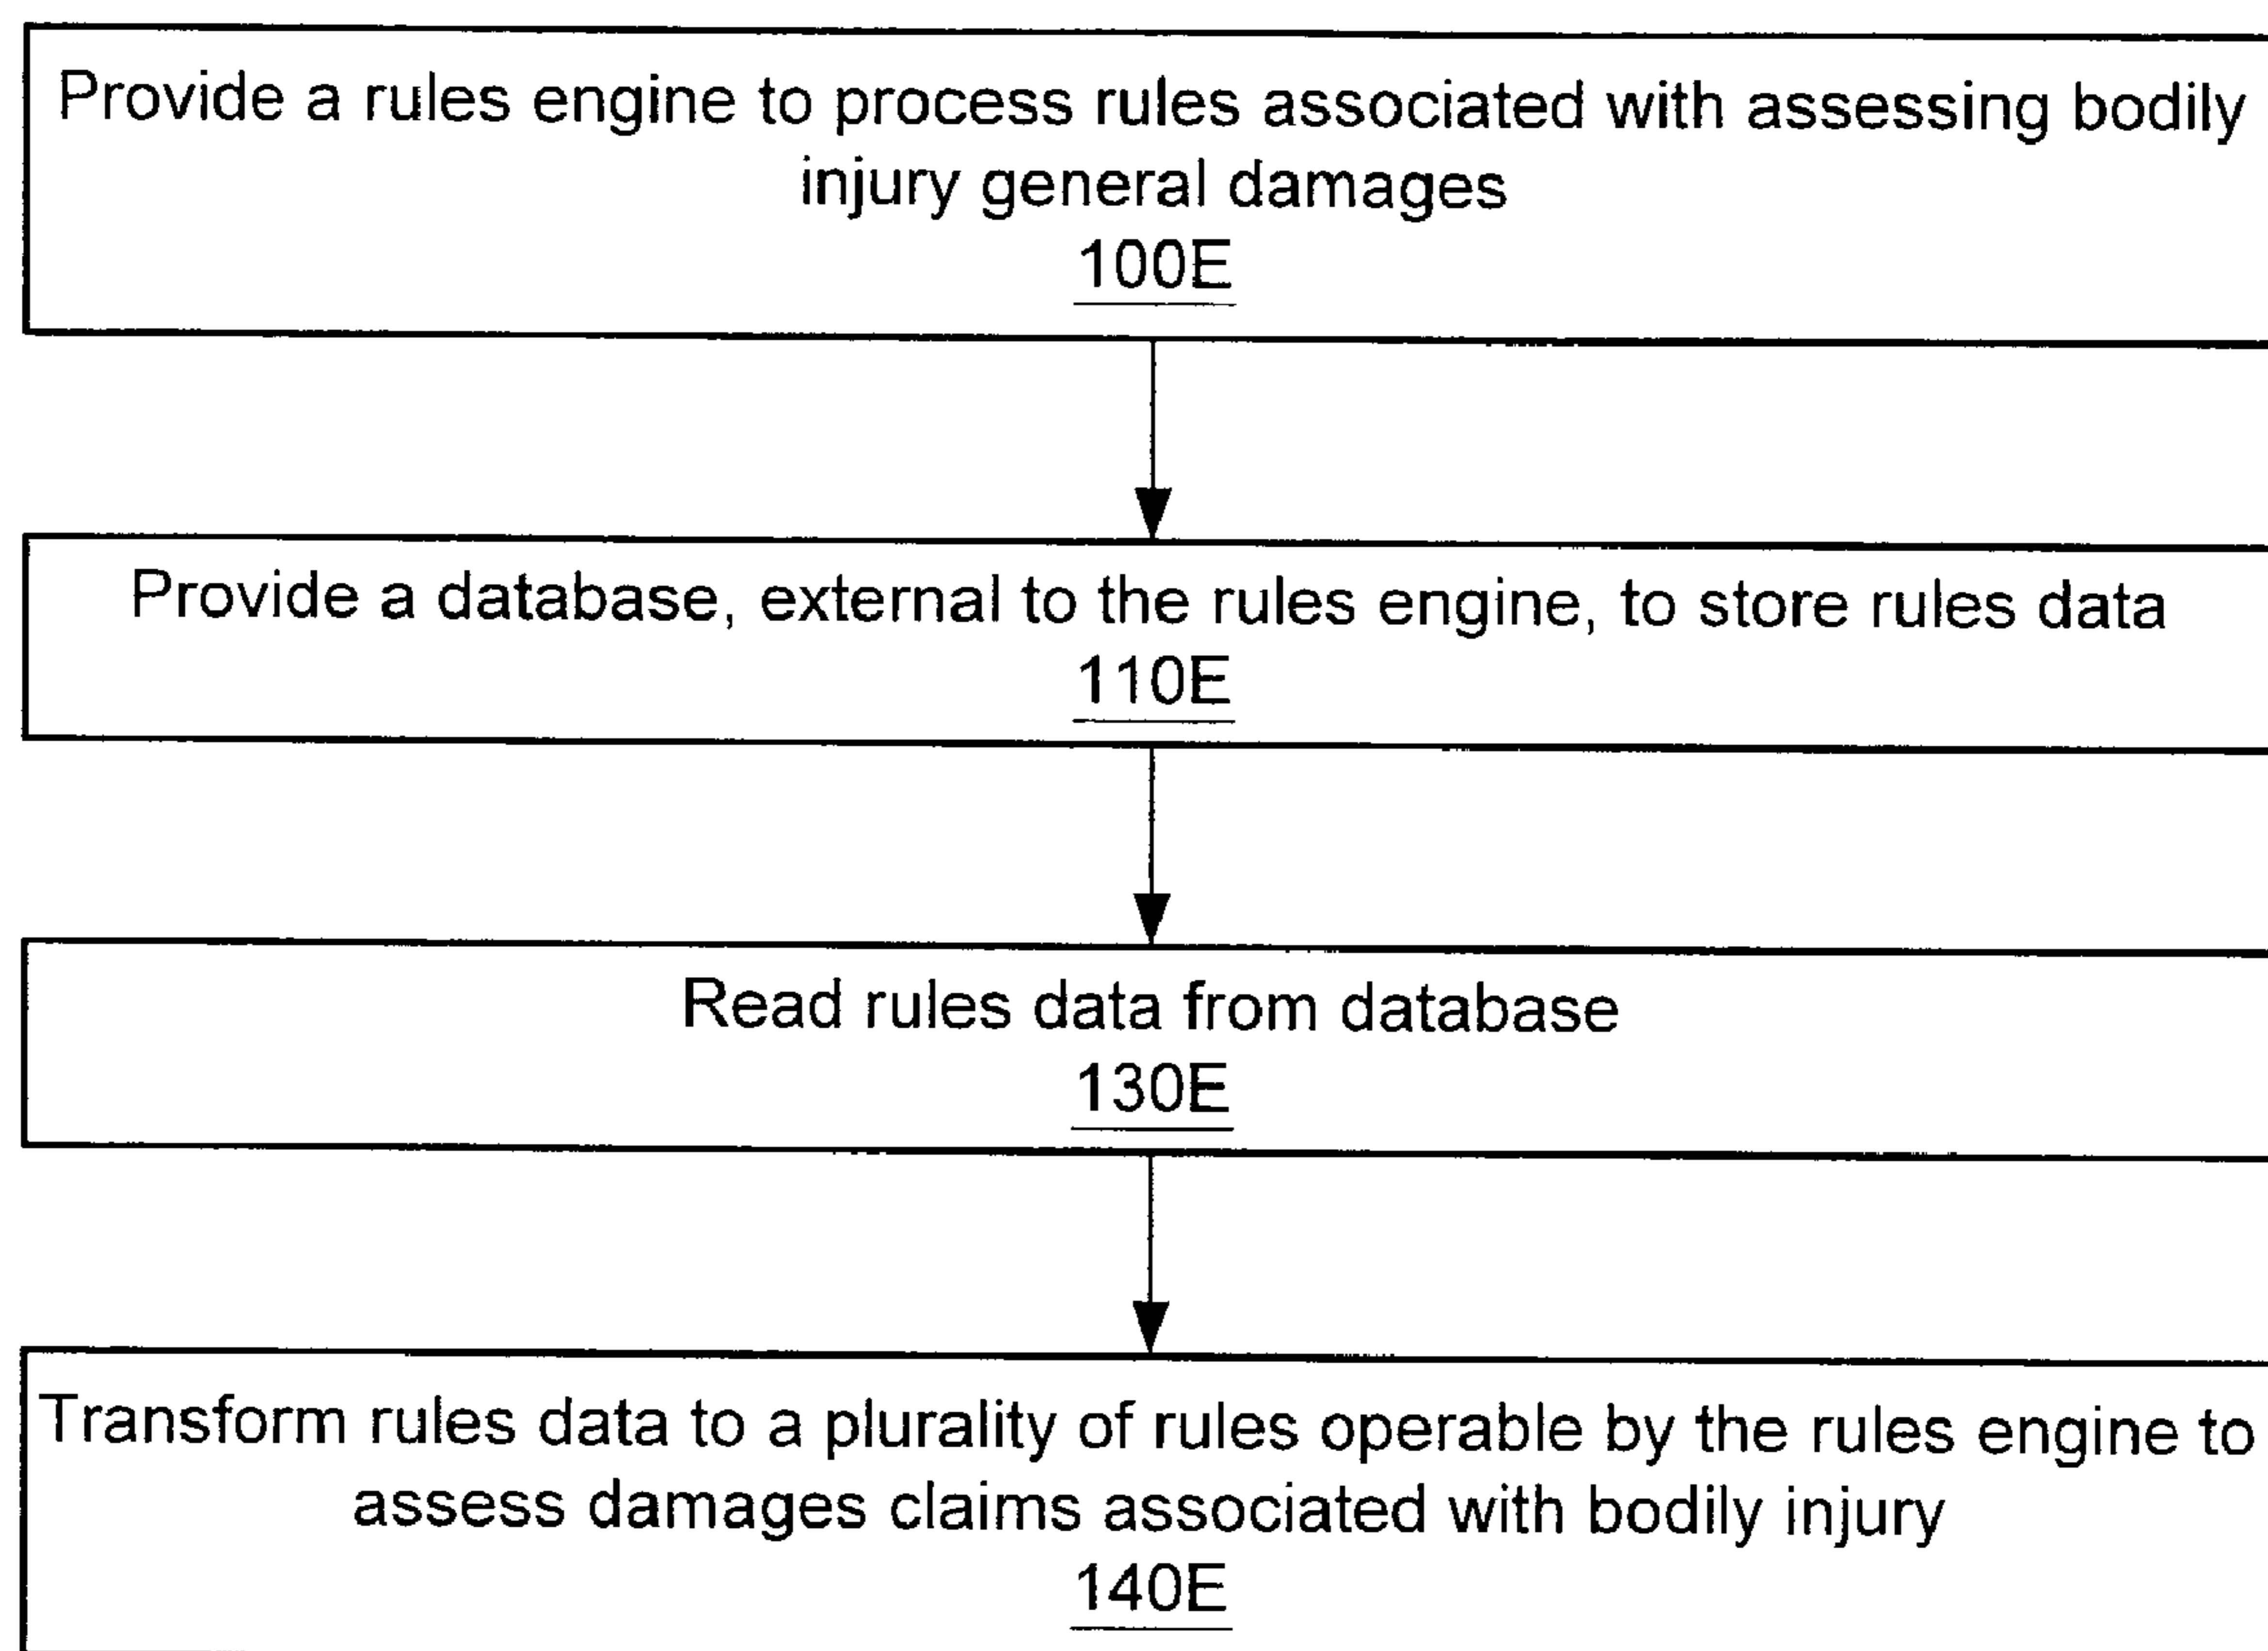 Provide a rules engine to process rules associated with assessing bodily
injury general damages
100E
Provide a database, external to the rules engine, to store rules data
110E
Read rules data from database
130E
Transform rules data to a plurality of rules operable by the rules engine to
assess damages claims associated with bodily injury
140E